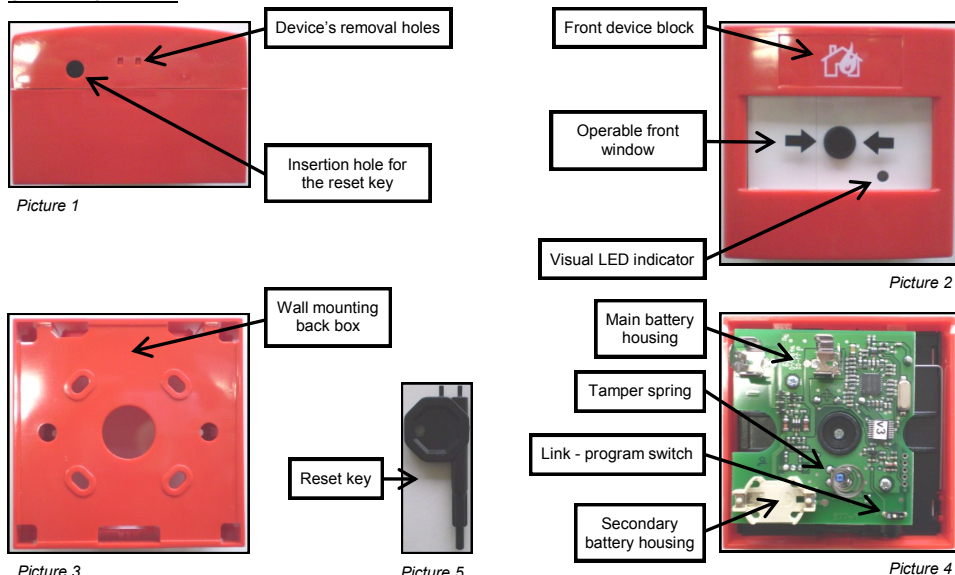 Device's removal holes
Insertion hole for
the reset key
Picture 1
Front device block
Operable front
window
Visual LED indicator
Picture 2
Wall mounting
back box
Picture 3
Reset key
Picture 5
Main battery
housing
Tamper spring
Link - program switch
Secondary
battery housing
V3
Picture 4